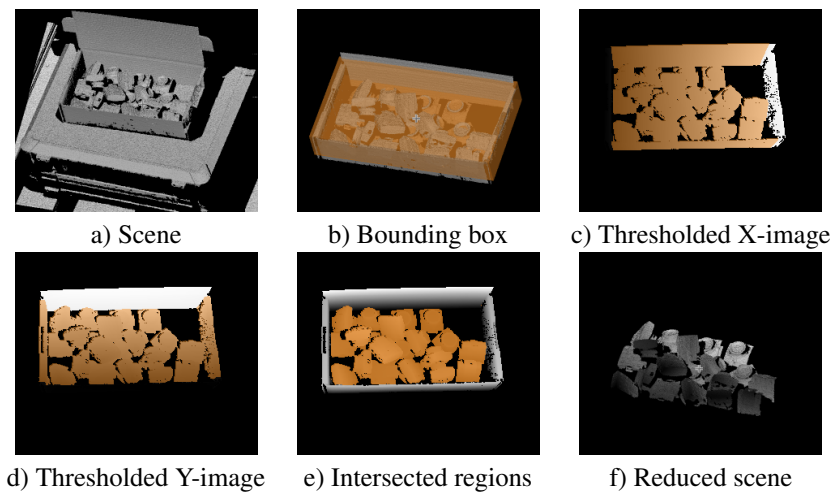 a) Scene
b) Bounding box
c) Thresholded X-image
d) Thresholded Y-image
e) Intersected regions
f) Reduced scene